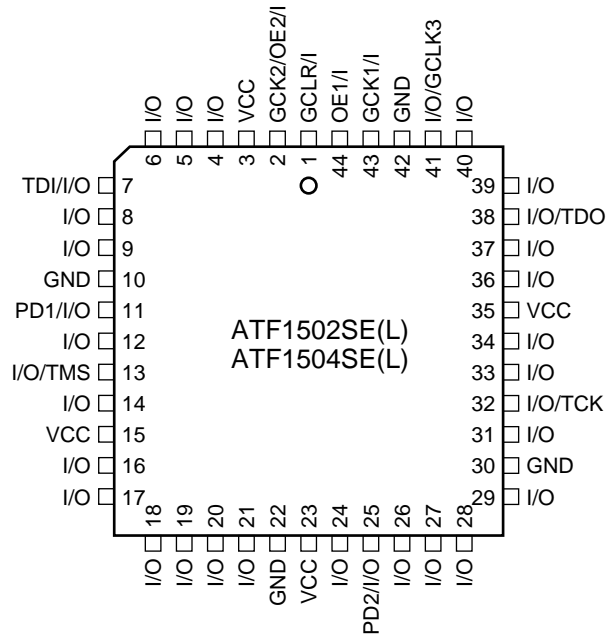 I/O
I/O
I/O
VCC
GCK2/OE2/I
GCLR/I
OE1/I
GCK1/I
GND
I/O/GCLK3
I/O
6
5
4
3
2
1
44
43
42
41
40
TDI/I/O 7
I/O 8
I/O 9
GND 10
PD1/I/O 11
I/O 12
I/O/TMS 13
I/O 14
VCC 15
I/O 16
I/O 17
ATF1502SE(L)
ATF1504SE(L)
39 I/O
38 I/O/TDO
37 I/O
36 I/O
35 VCC
34 I/O
33 I/O
32 I/O/TCK
31 I/O
30 GND
29 I/O
18
19
20
21
22
23
24
25
26
27
28
I/O
I/O
I/O
I/O
GND
VCC
I/O
PD2/I/O
I/O
I/O
I/O